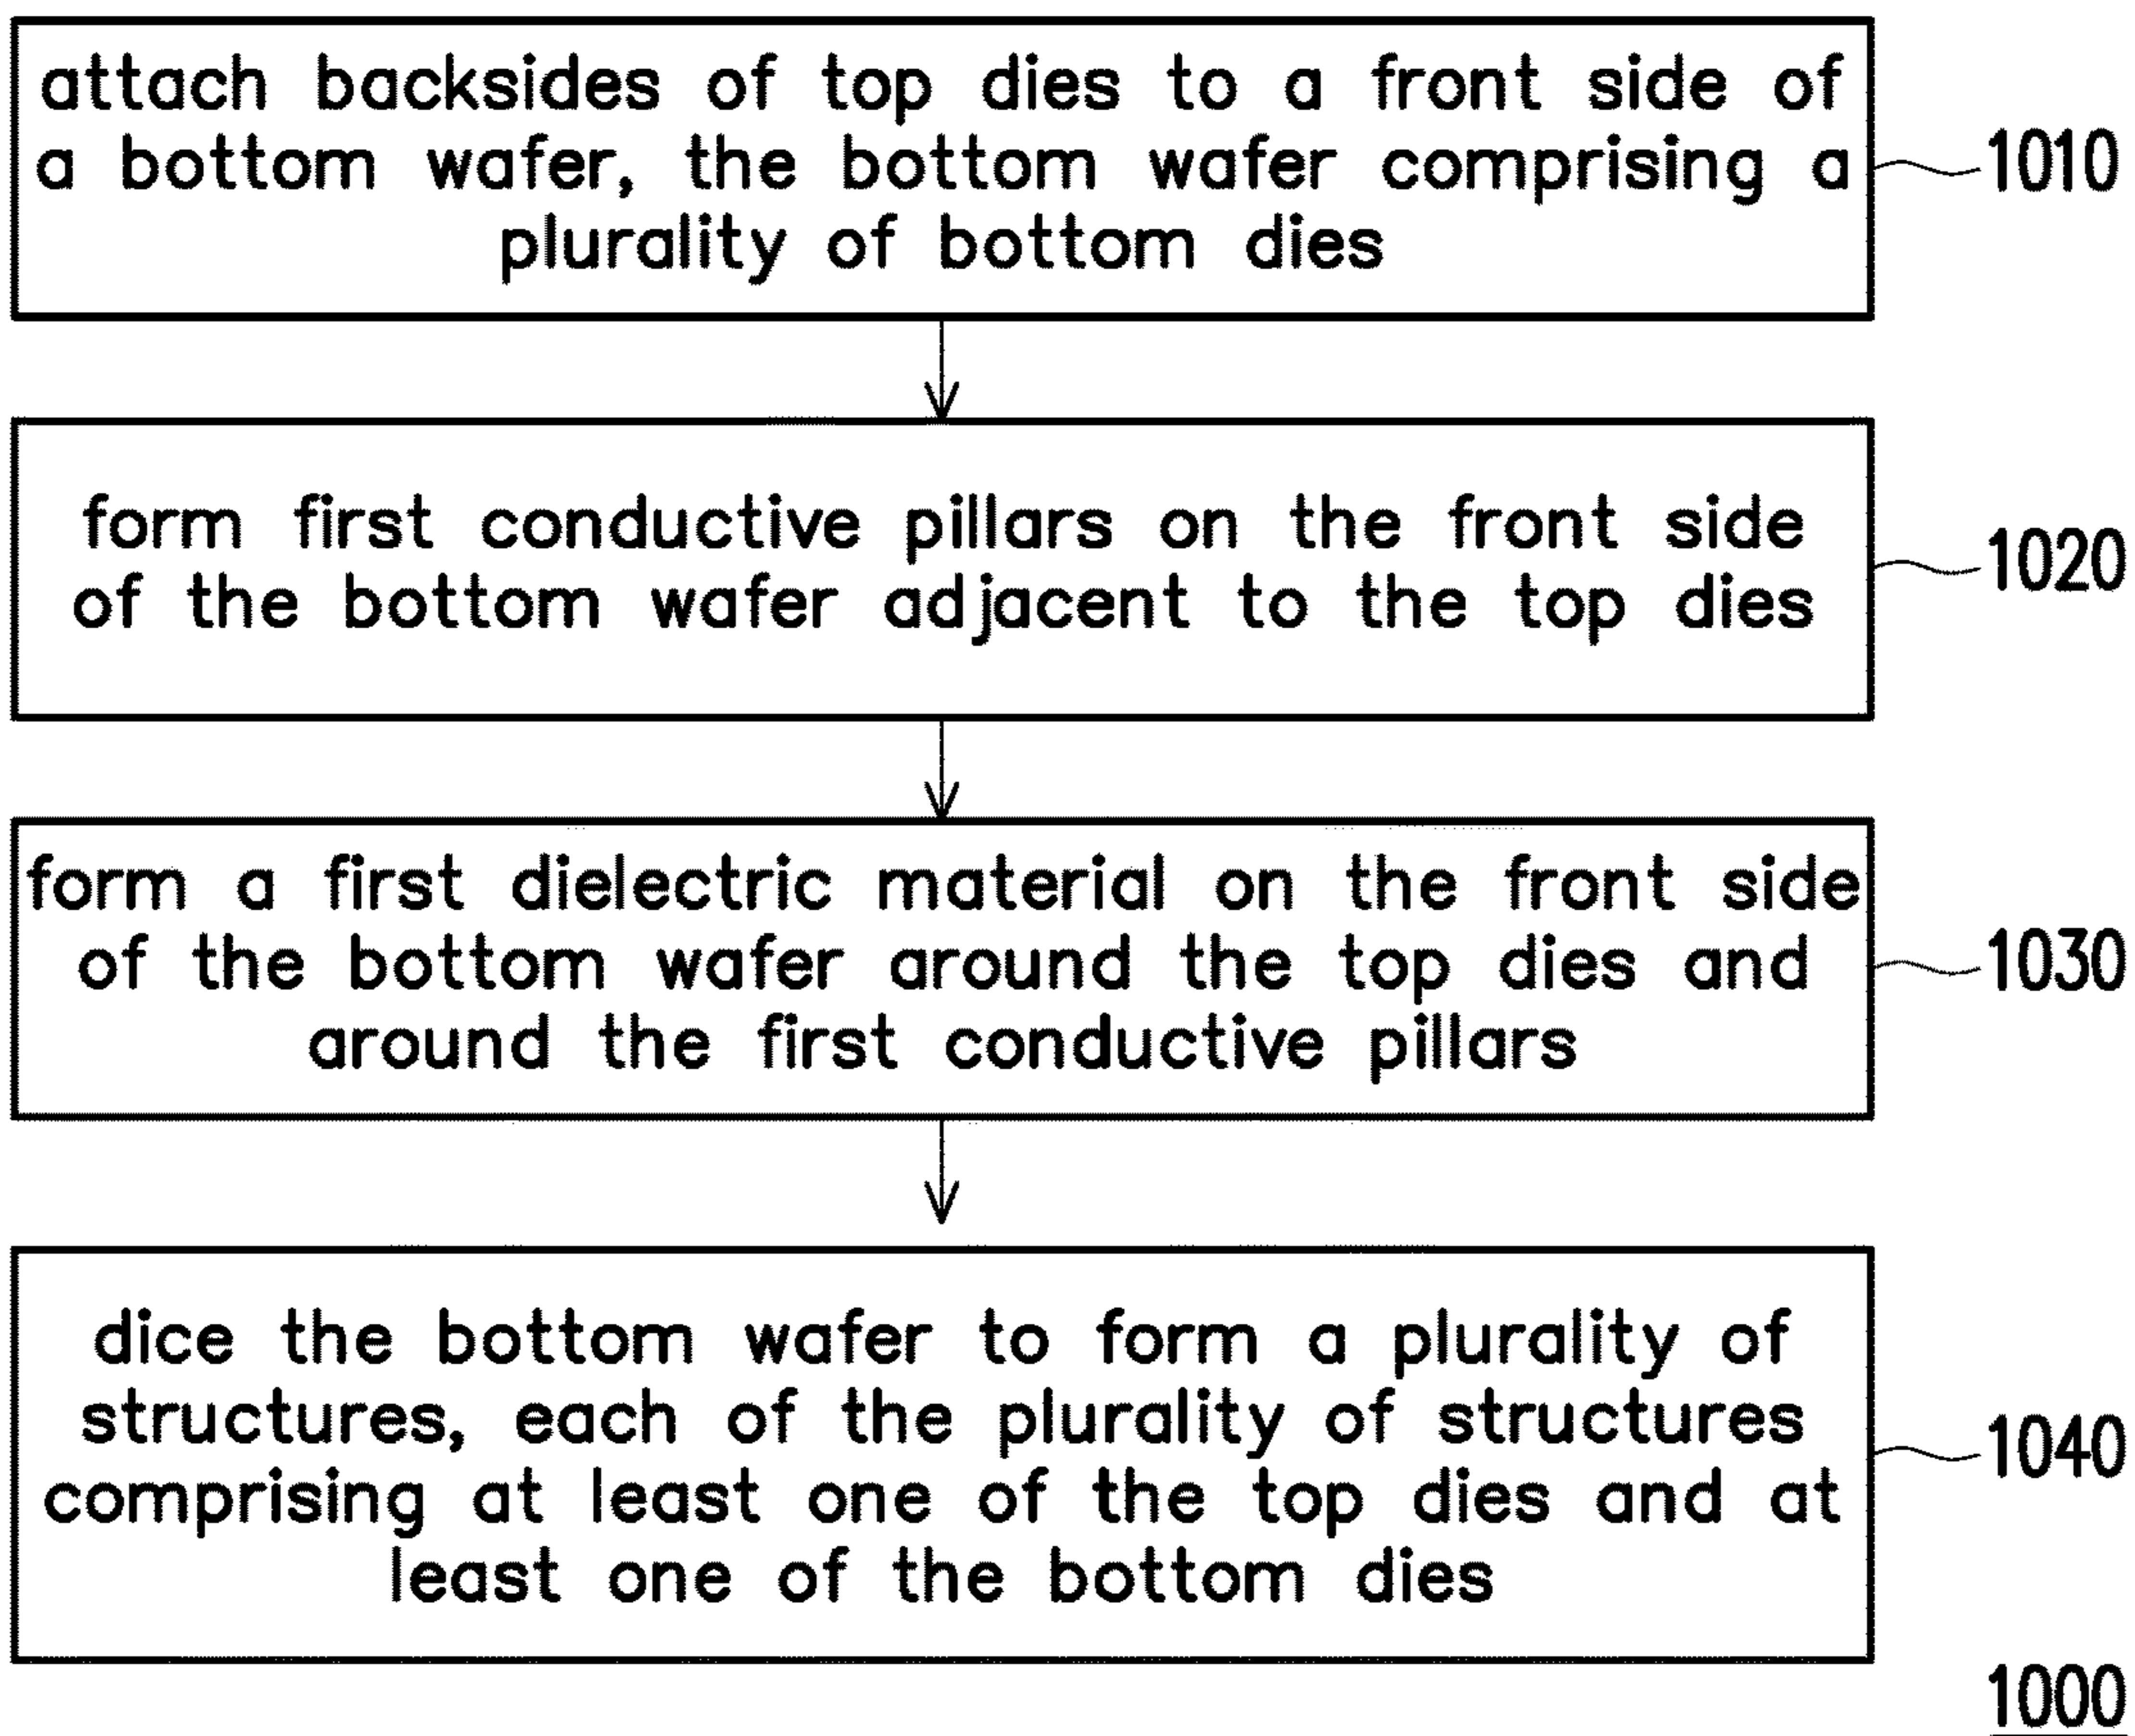 attach backsides of top dies to a front side of
a bottom wafer, the bottom wafer comprising a
plurality of bottom dies
1010
form first conductive pillars on the front side
of the bottom wafer adjacent to the top dies
1020
form a first dielectric material on the front side
of the bottom wafer around the top dies and
around the first conductive pillars
1030
dice the bottom wafer to form a plurality of
structures, each of the plurality of structures
comprising at least one of the top dies and at
least one of the bottom dies
1040
1000